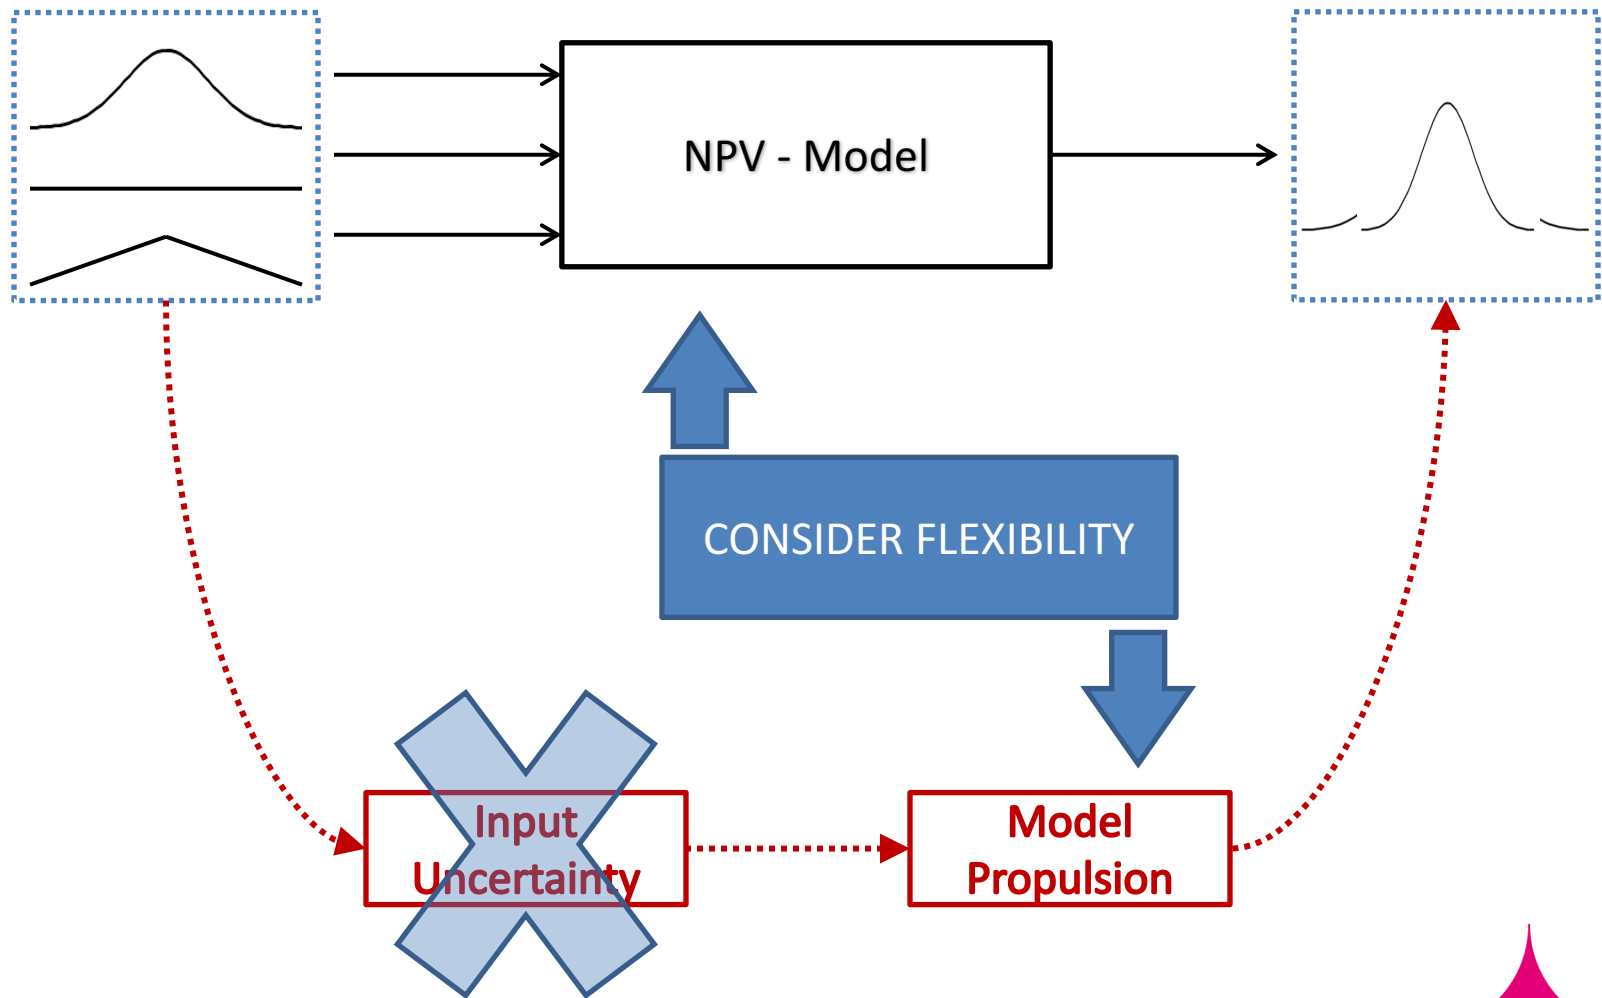 NPV - Model
CONSIDER FLEXIBILITY
Input
Uncertainty
Model
Propulsion